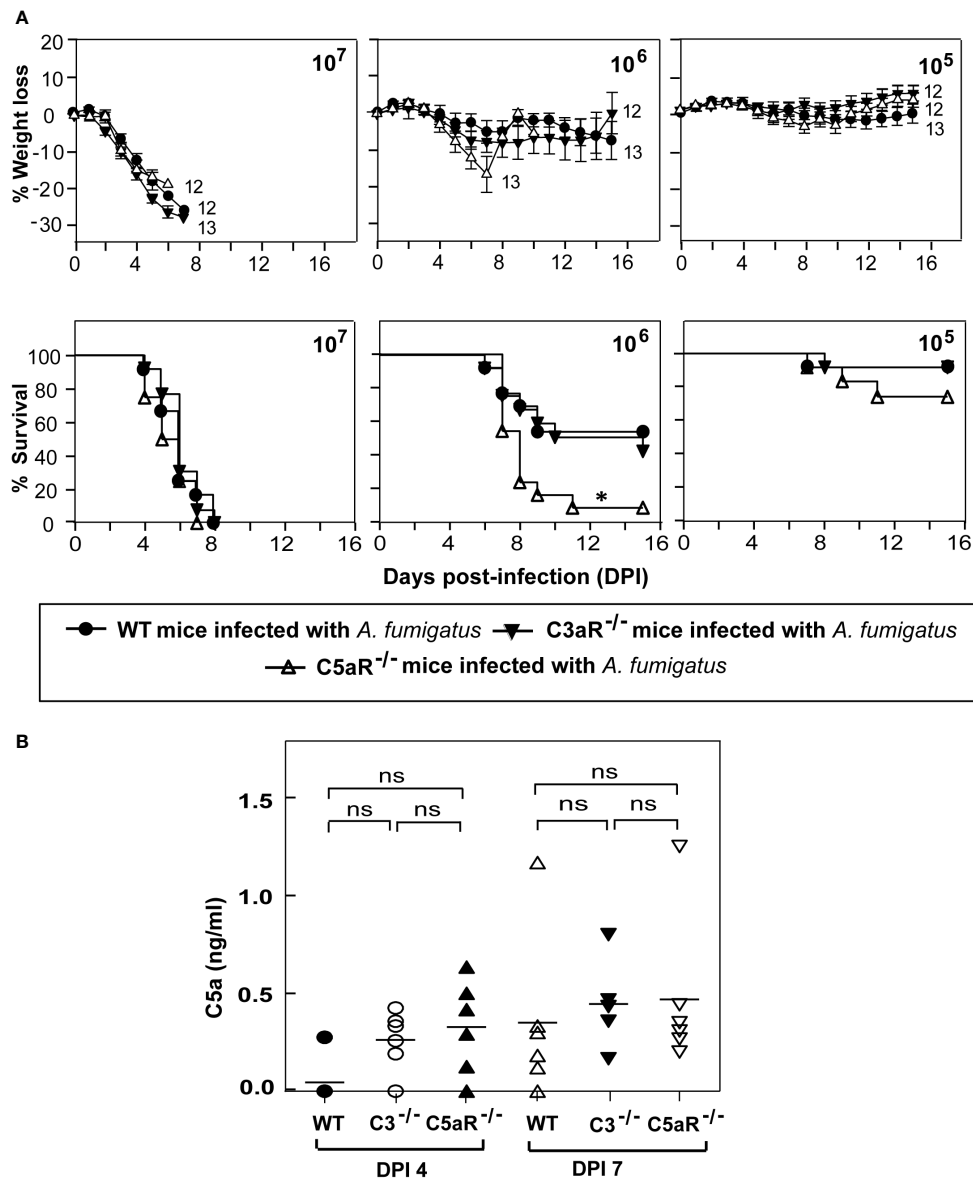 A
% Weight loss
20
10
0
-10
-20
-30
10⁷
12
12
13
0 4 8 12 16
10⁶
12
13
13
0 4 8 12 16
10⁵
12
12
13
0 4 8 12 16
% Survival
100
80
60
40
20
0
10⁷
0 4 8 12 16
10⁶
*
0 4 8 12 16
10⁵
0 4 8 12 16
Days post-infection (DPI)
WT mice infected with A. fumigatus C3aR-/- mice infected with A. fumigatus
C5aR-/- mice infected with A. fumigatus
B
C5a (ng/ml)
1.5
1.0
0.5
0.0
ns
ns ns
ns
ns ns
WT C3-/- C5aR-/- WT C3-/- C5aR-/-
DPI 4 DPI 7